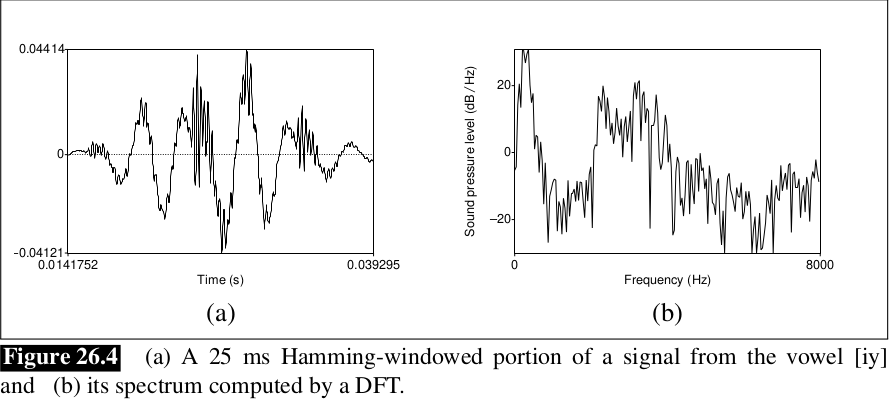 0.04414
0
-0.04121
0.0141752
0.039295
Time (s)
(a)
Sound pressure level (dB / Hz)
20
0
-20
0
8000
Frequency (Hz)
(b)
Figure 26.4 (a) A 25 ms Hamming-windowed portion of a signal from the vowel [iy]
and (b) its spectrum computed by a DFT.